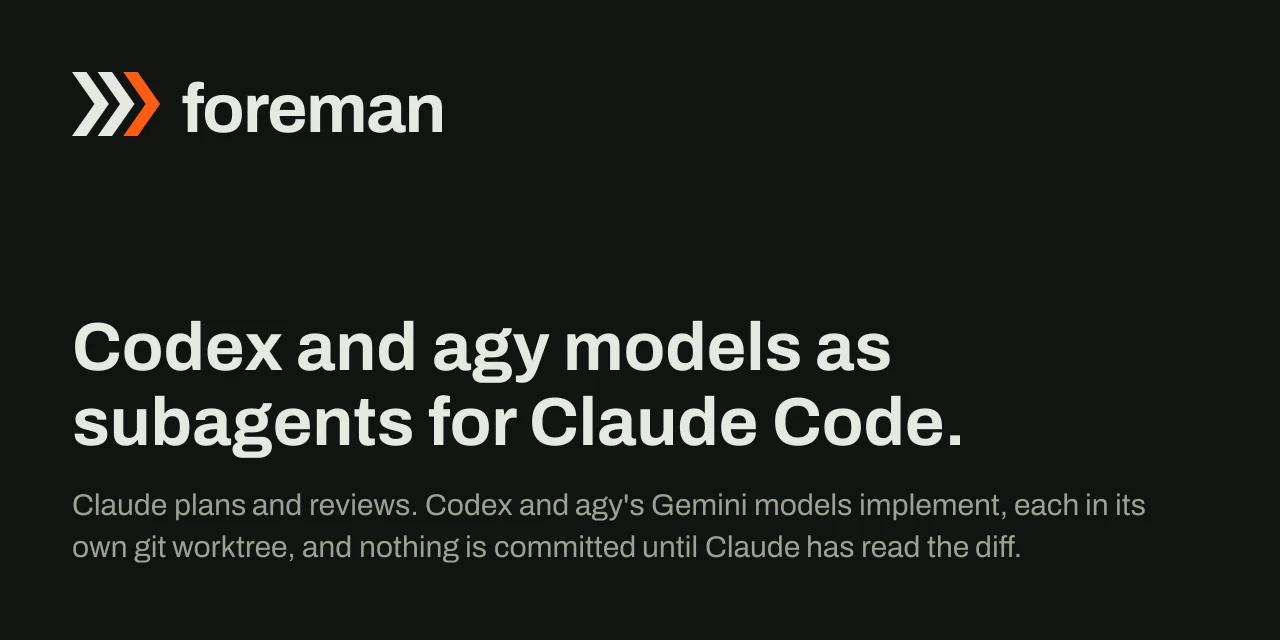 foreman
Codex and agy models as
subagents for Claude Code.
Claude plans and reviews. Codex and agy's Gemini models implement, each in its
own git worktree, and nothing is committed until Claude has read the diff.